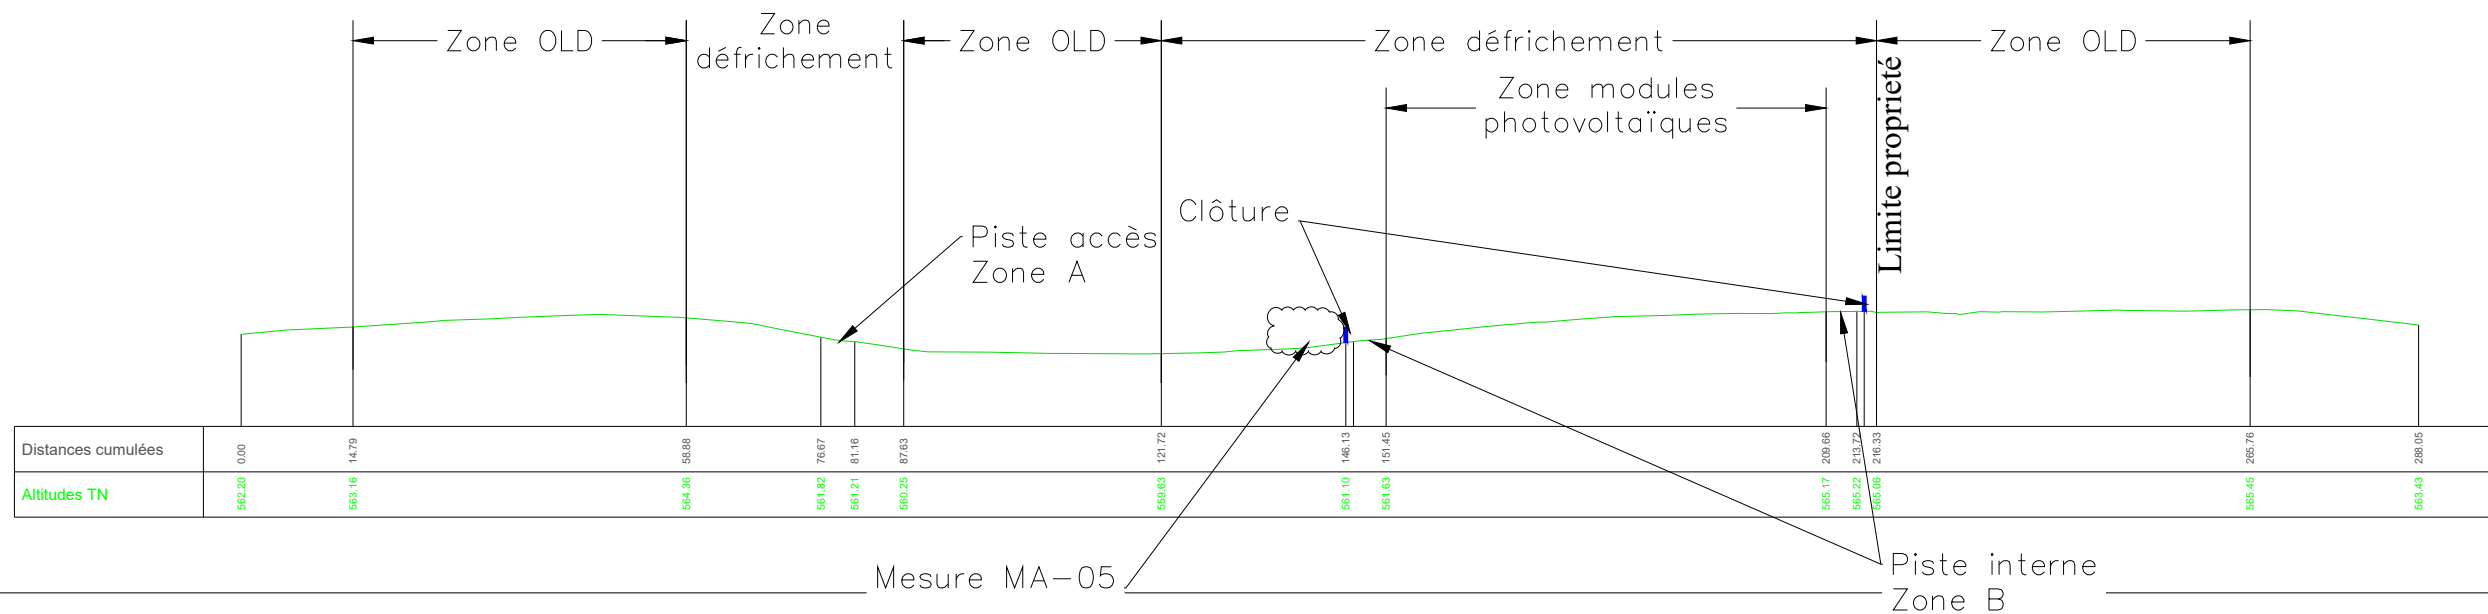 Zone OLD
Zone
défrichement
Zone OLD
Zone défrichement
Zone OLD
Zone modules
photovoltaïques
Limite propriété
Clôture
Piste accès
Zone A
Distances cumulées 0.00 14.79 58.88 76.67 81.16 87.63 121.72 146.13 151.45 209.66 213.72 216.33 265.76 288.05
Altitudes TN 562.20 563.16 564.36 561.82 561.21 560.25 559.63 561.10 561.63 565.17 565.22 565.06 565.45 563.43
Mesure MA-05
Piste interne
Zone B